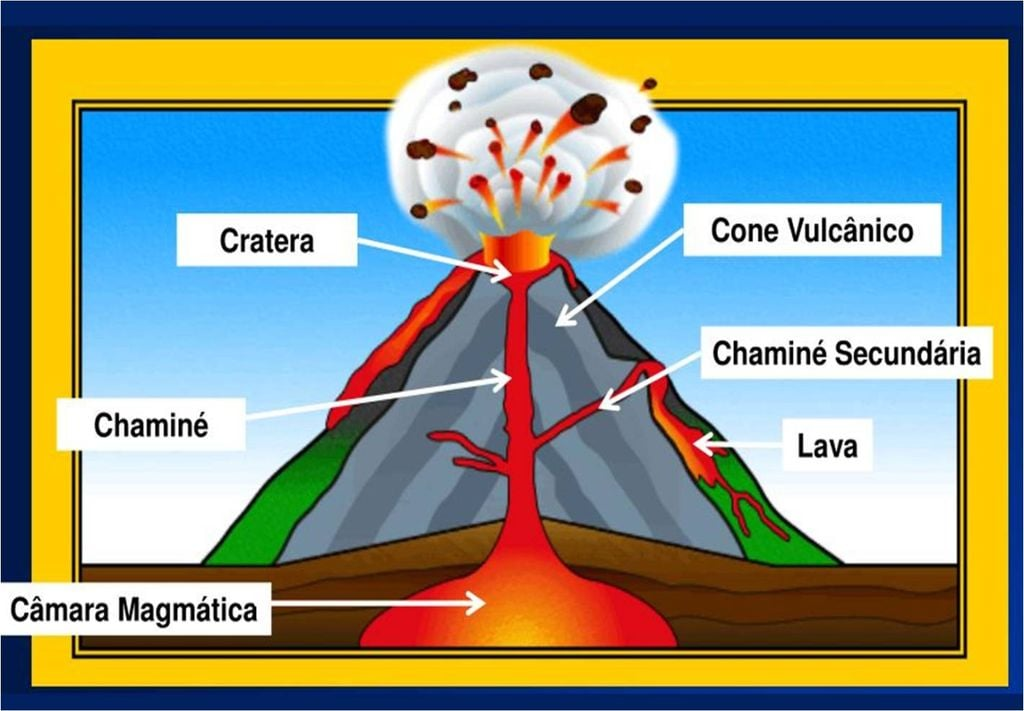 Cratera
Cone Vulcânico
Chaminé Secundária
Chaminé
Lava
Câmara Magmática